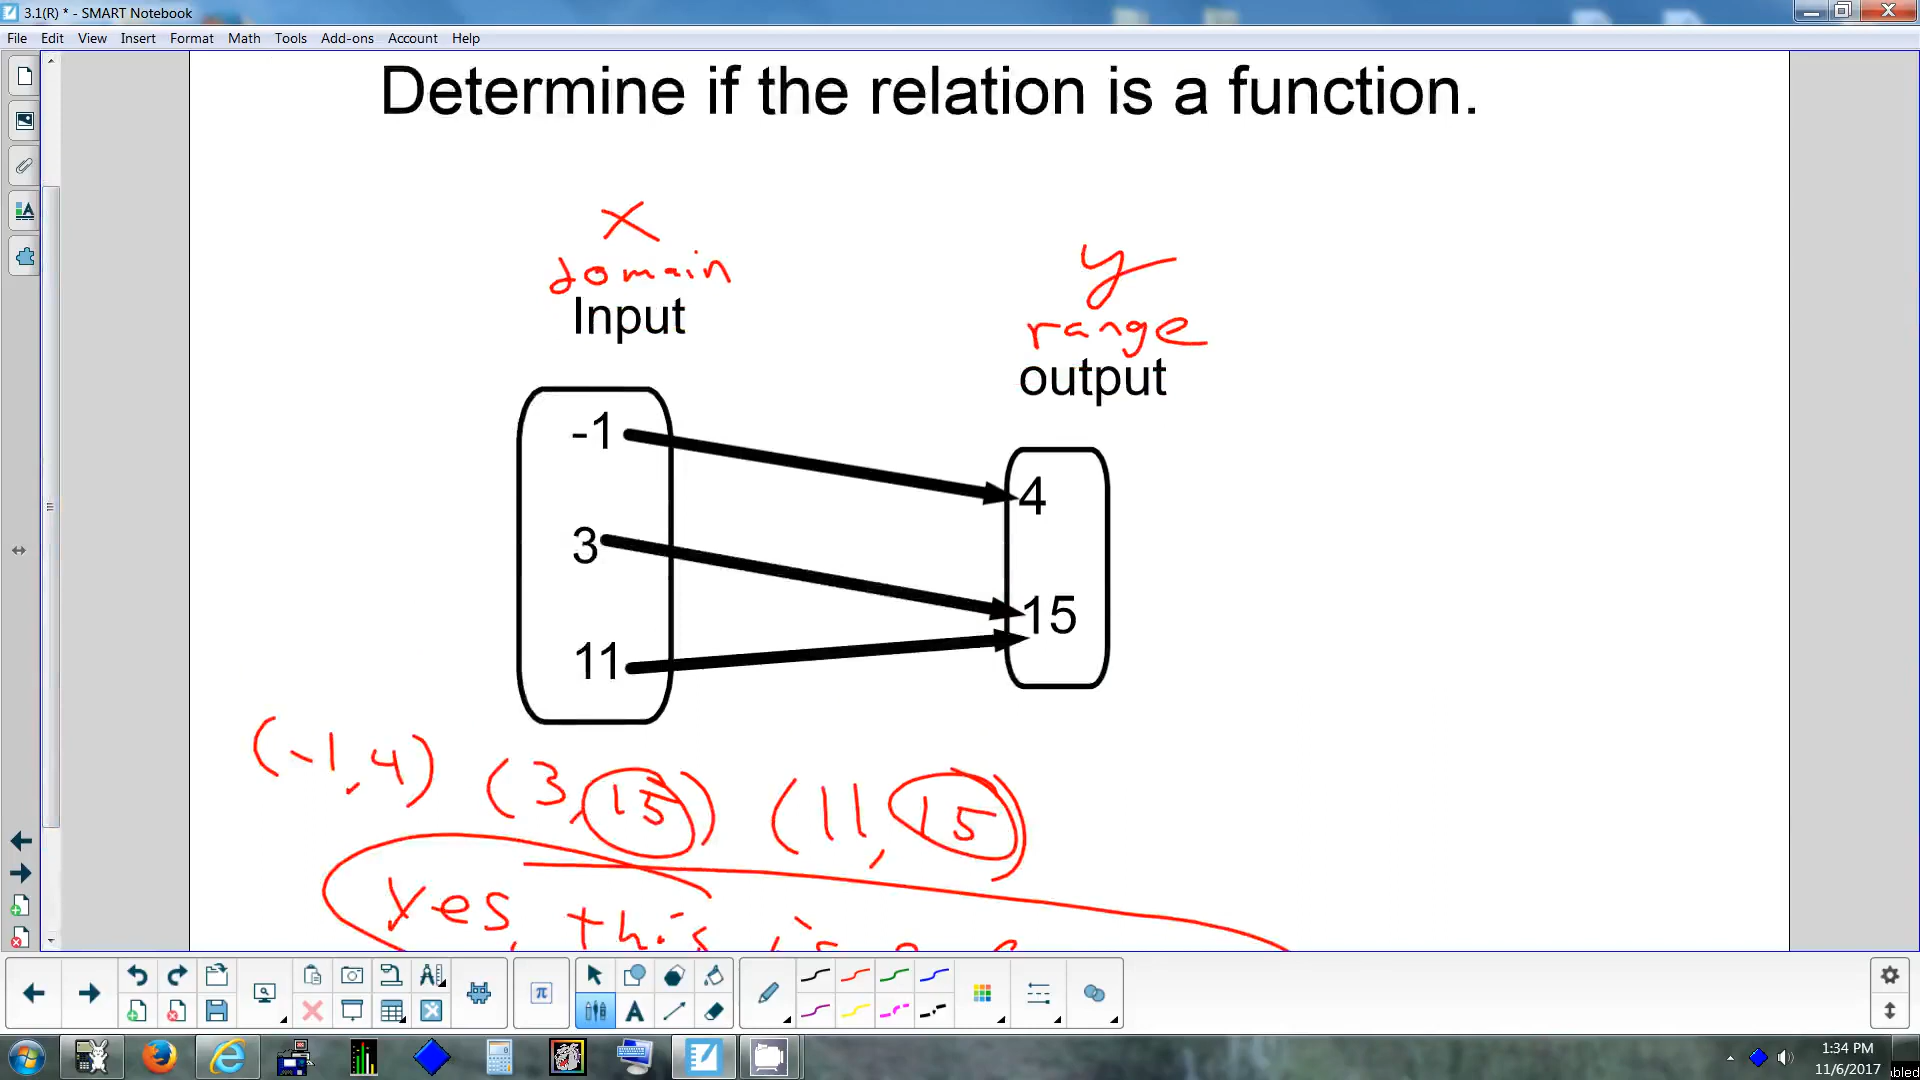 3.1(R) * - SMART Notebook
File Edit View Insert Format Math Tools Add-ons Account Help
Determine if the relation is a function.
x
domain
Input
y
range
output
-1
4
3
15
11
(-1,4) (3,15) (11,15)
yes, this is a
π
A
1:34 PM
11/6/2017
bled